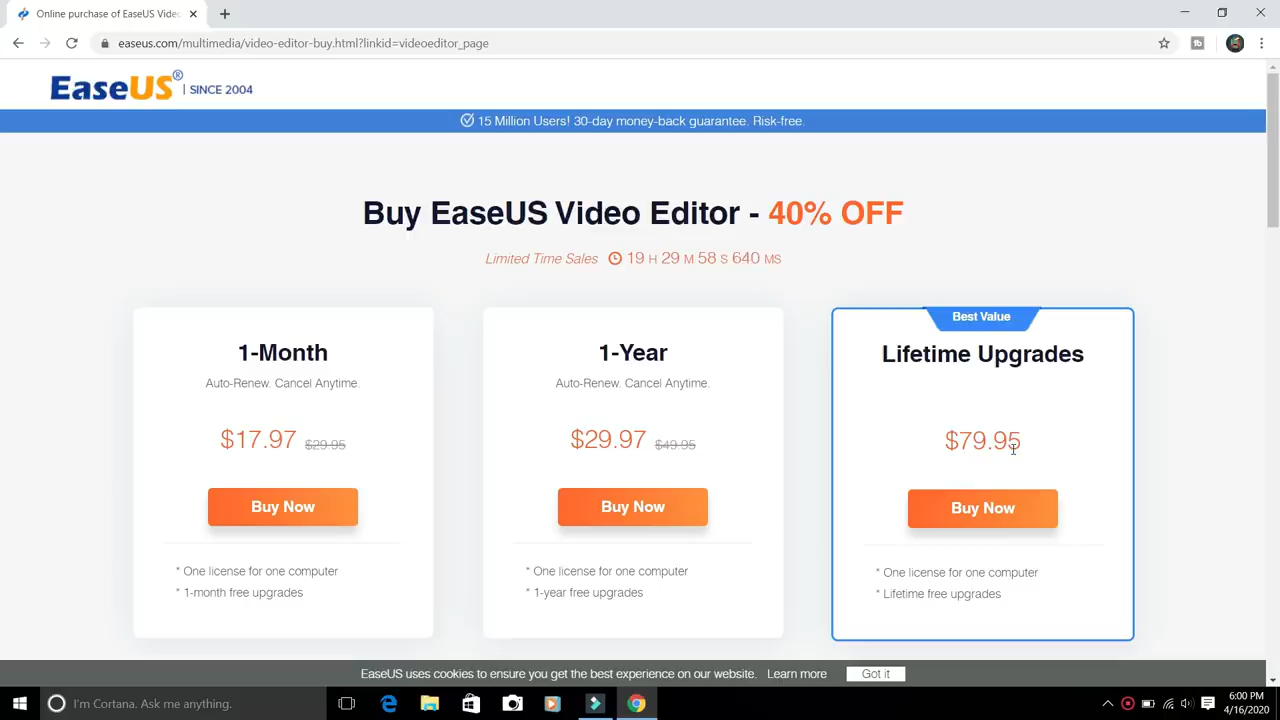 Online purchase of EaseUS Video
easeus.com/multimedia/video-editor-buy.html?linkid=videoeditor_page
EaseUS® | SINCE 2004
15 Million Users! 30-day money-back guarantee. Risk-free.
Buy EaseUS Video Editor - 40% OFF
Limited Time Sales 19 H 29 M 58 S 640 MS
Best Value
1-Month
Auto-Renew. Cancel Anytime.
$17.97 $29.95
Buy Now
* One license for one computer
* 1-month free upgrades
1-Year
Auto-Renew. Cancel Anytime.
$29.97 $49.95
Buy Now
* One license for one computer
* 1-year free upgrades
Lifetime Upgrades
$79.95
Buy Now
* One license for one computer
* Lifetime free upgrades
EaseUS uses cookies to ensure you get the best experience on our website. Learn more Got it
I'm Cortana. Ask me anything.
6:00 PM
4/16/2020